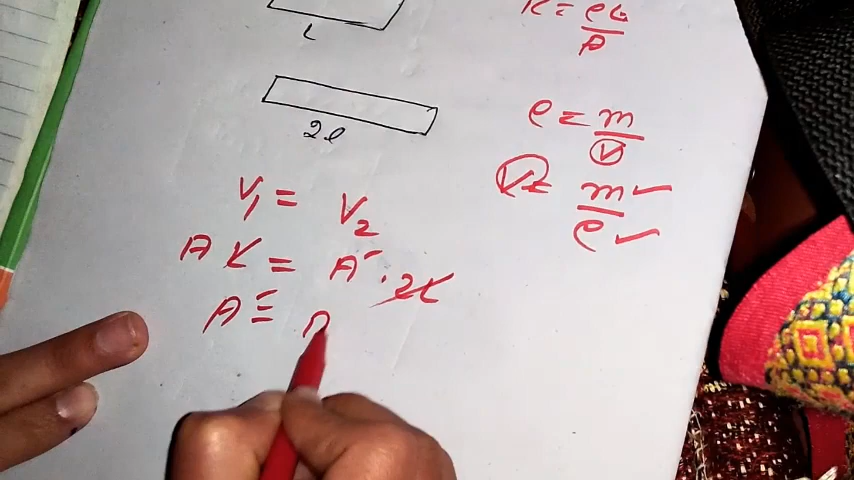 l
R = ρL
A
2l
ρ = m
V
V = m
ρ
V₁ = V₂
A L = A' · 2L
A' = A